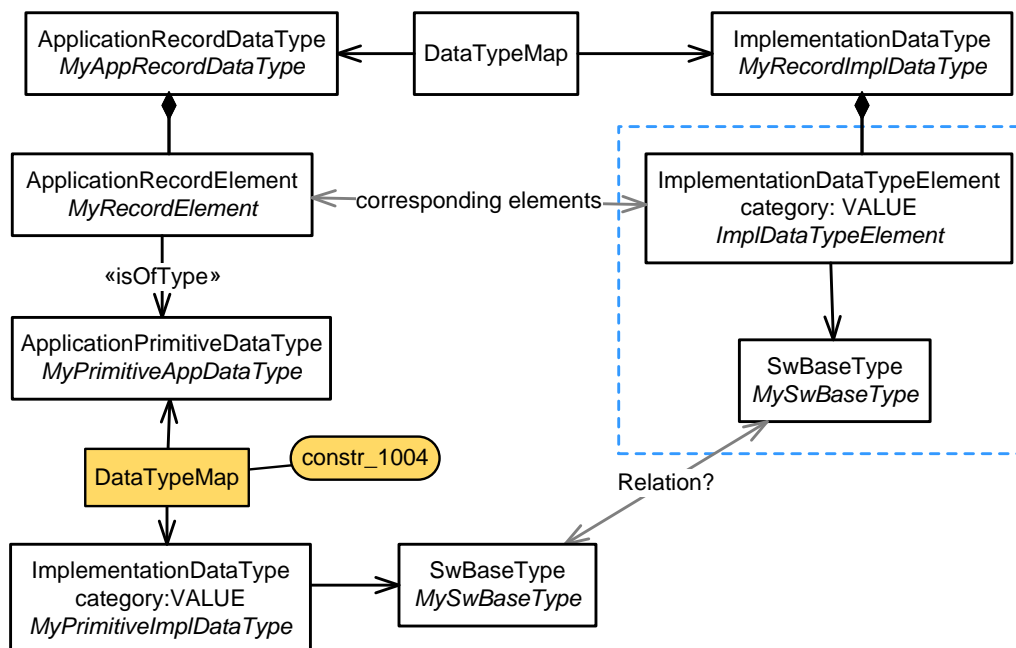 ApplicationRecordDataType
MyAppRecordDataType
DataTypeMap
ImplementationDataType
MyRecordImplDataType
ApplicationRecordElement
MyRecordElement
corresponding elements
ImplementationDataTypeElement
category: VALUE
ImplDataTypeElement
«isOfType»
ApplicationPrimitiveDataType
MyPrimitiveAppDataType
SwBaseType
MySwBaseType
constr_1004
DataTypeMap
Relation?
ImplementationDataType
category:VALUE
MyPrimitiveImplDataType
SwBaseType
MySwBaseType